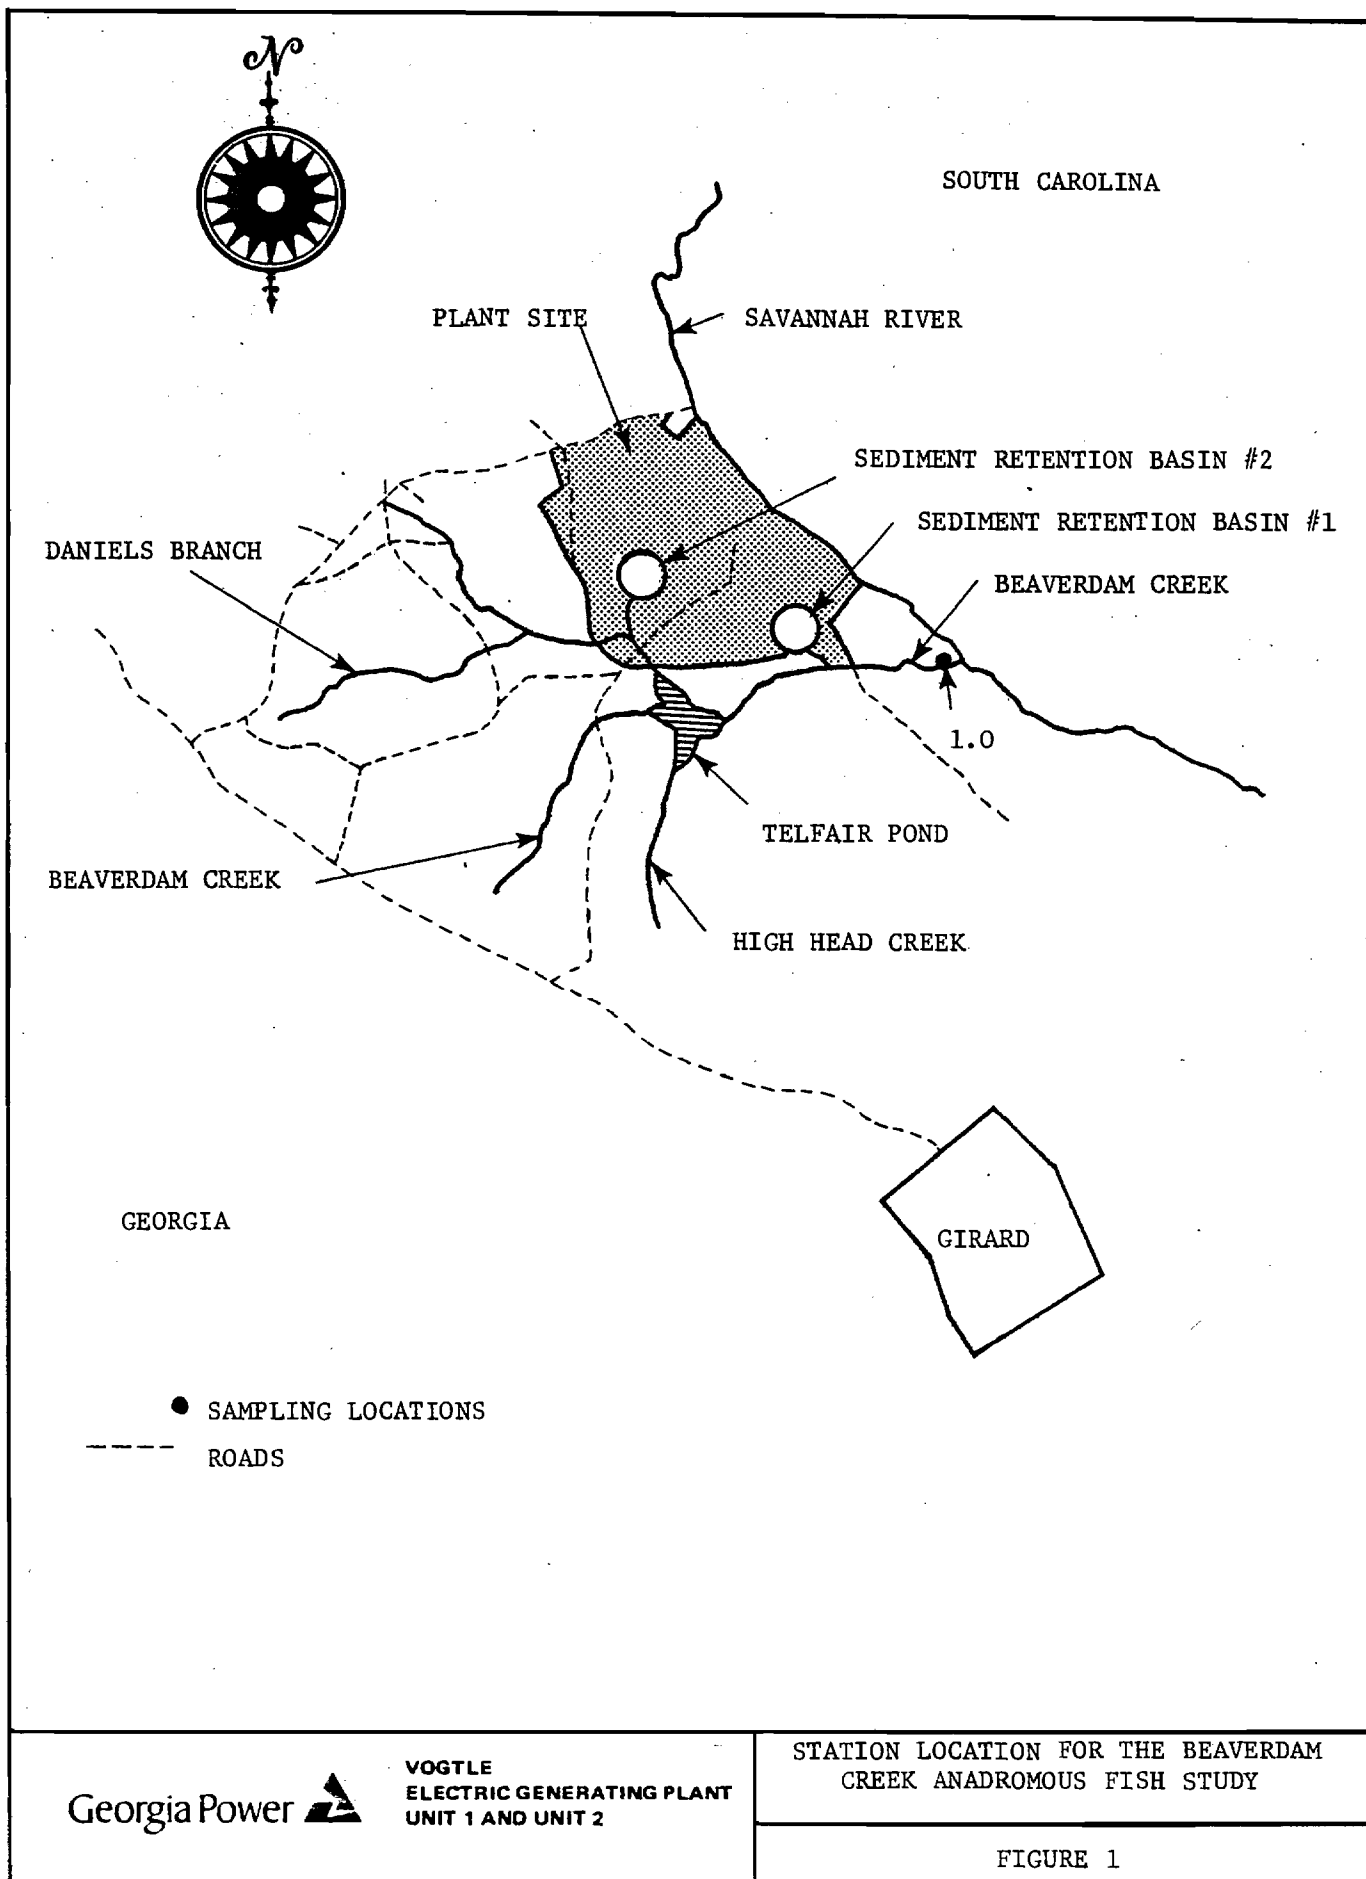 N
SOUTH CAROLINA
PLANT SITE
SAVANNAH RIVER
SEDIMENT RETENTION BASIN #2
SEDIMENT RETENTION BASIN #1
DANIELS BRANCH
BEAVERDAM CREEK
1.0
TELFAIR POND
BEAVERDAM CREEK
HIGH HEAD CREEK
GEORGIA
GIRARD
SAMPLING LOCATIONS
ROADS
Georgia Power
VOGTLE
ELECTRIC GENERATING PLANT
UNIT 1 AND UNIT 2
STATION LOCATION FOR THE BEAVERDAM
CREEK ANADROMOUS FISH STUDY
FIGURE 1